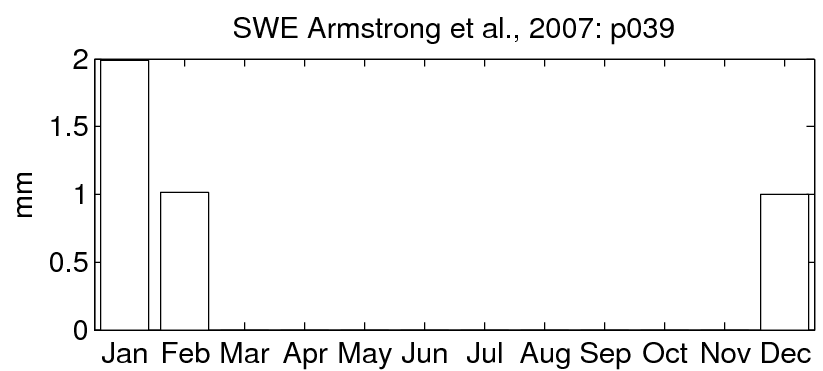 SWE Armstrong et al., 2007: p039
2
1.5
1
0.5
0
mm
Jan Feb Mar Apr May Jun Jul Aug Sep Oct Nov Dec